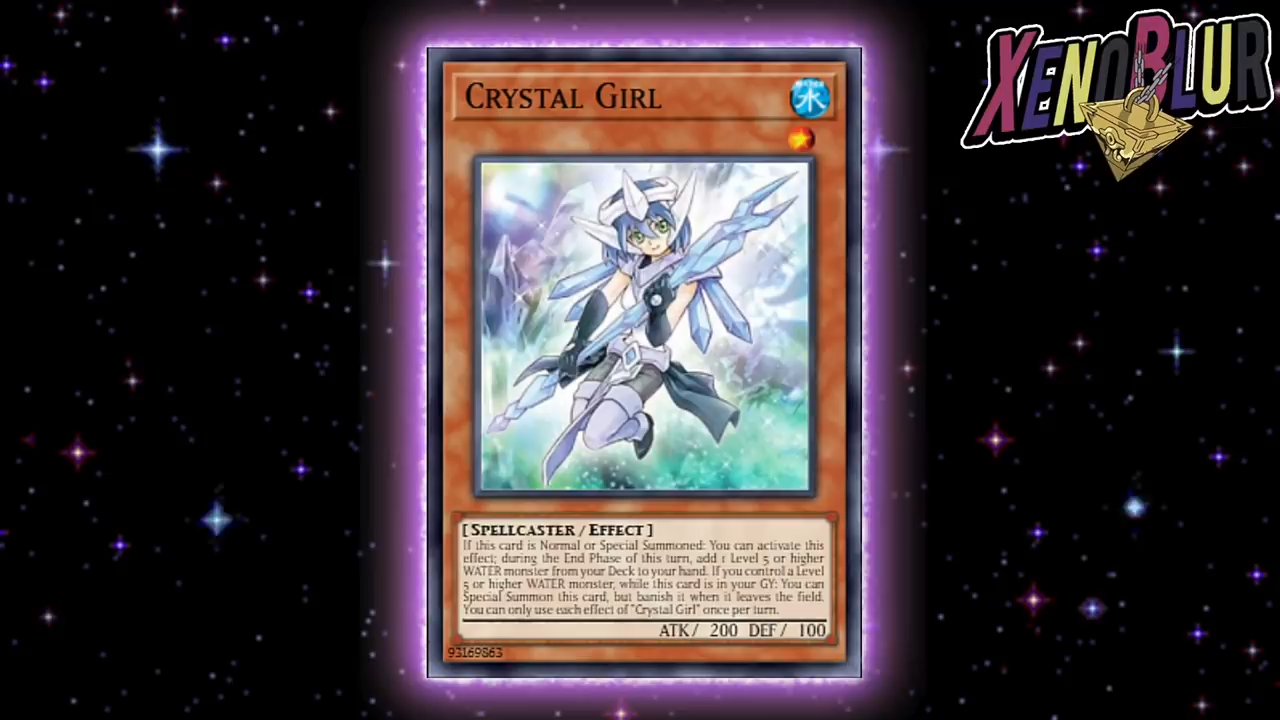 XENOBLUR
CRYSTAL GIRL
WATER
水
[ SPELLCASTER / EFFECT ]
If this card is Normal or Special Summoned: You can activate this
effect; during the End Phase of this turn, add 1 Level 5 or higher
WATER monster from your Deck to your hand. If you control a Level
5 or higher WATER monster, while this card is in your GY: You can
Special Summon this card, but banish it when it leaves the field.
You can only use each effect of "Crystal Girl" once per turn.
ATK / 200 DEF / 100
93169863